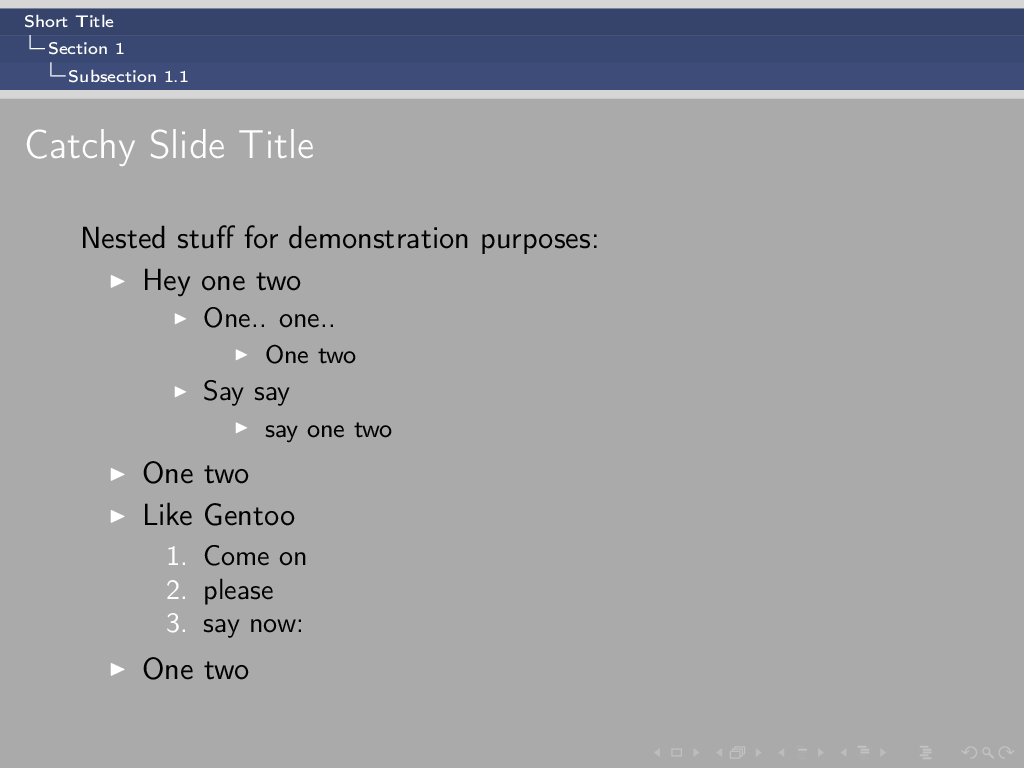 Short Title
Section 1
Subsection 1.1
Catchy Slide Title
Nested stuff for demonstration purposes:
Hey one two
One.. one..
One two
Say say
say one two
One two
Like Gentoo
1. Come on
2. please
3. say now:
One two